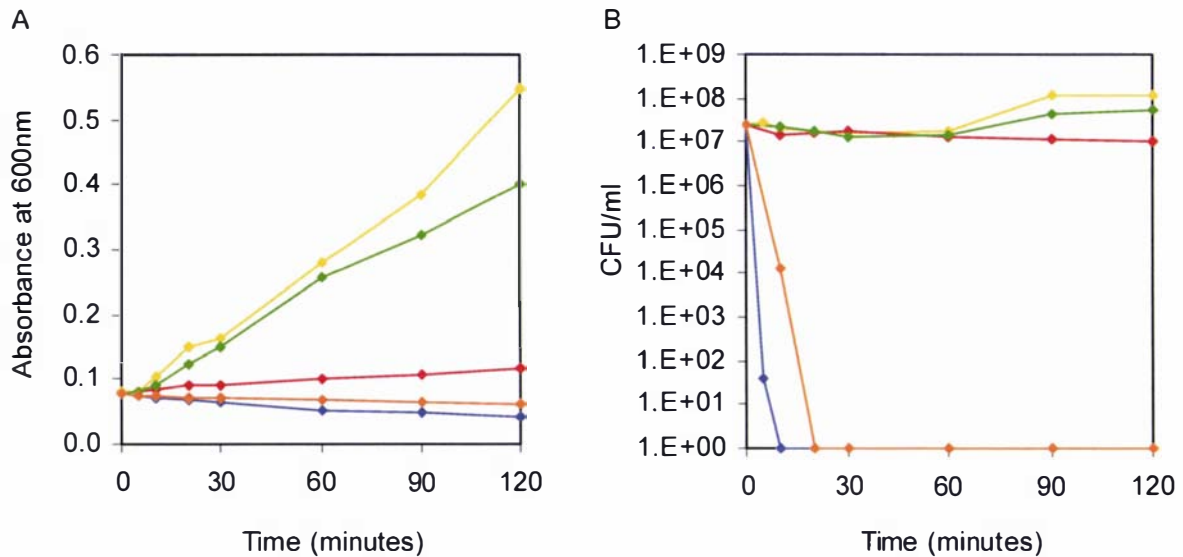 A
Absorbance at 600nm
0.6
0.5
0.4
0.3
0.2
0.1
0.0
0 30 60 90 120
Time (minutes)
B
CFU/ml
1.E+09
1.E+08
1.E+07
1.E+06
1.E+05
1.E+04
1.E+03
1.E+02
1.E+01
1.E+00
0 30 60 90 120
Time (minutes)